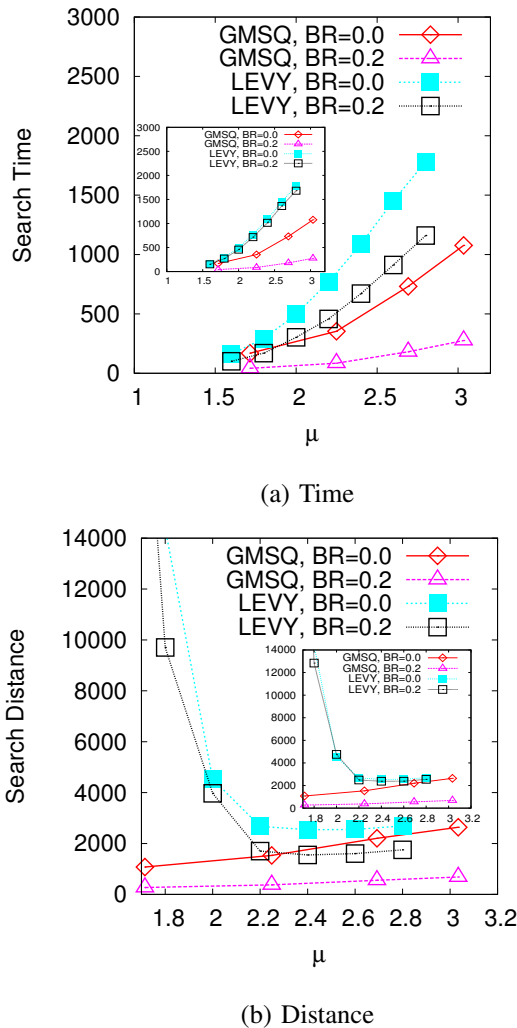 3000
2500
2000
1500
1000
500
0
Search Time
GMSQ, BR=0.0
GMSQ, BR=0.2
LEVY, BR=0.0
LEVY, BR=0.2
3000
2500
2000
1500
1000
500
0
GMSQ, BR=0.0
GMSQ, BR=0.2
LEVY, BR=0.0
LEVY, BR=0.2
1 1.5 2 2.5 3
1 1.5 2 2.5 3
μ
(a) Time
14000
12000
10000
8000
6000
4000
2000
0
Search Distance
GMSQ, BR=0.0
GMSQ, BR=0.2
LEVY, BR=0.0
LEVY, BR=0.2
14000
12000
10000
8000
6000
4000
2000
0
GMSQ, BR=0.0
GMSQ, BR=0.2
LEVY, BR=0.0
LEVY, BR=0.2
1.8 2 2.2 2.4 2.6 2.8 3 3.2
1.8 2 2.2 2.4 2.6 2.8 3 3.2
μ
(b) Distance